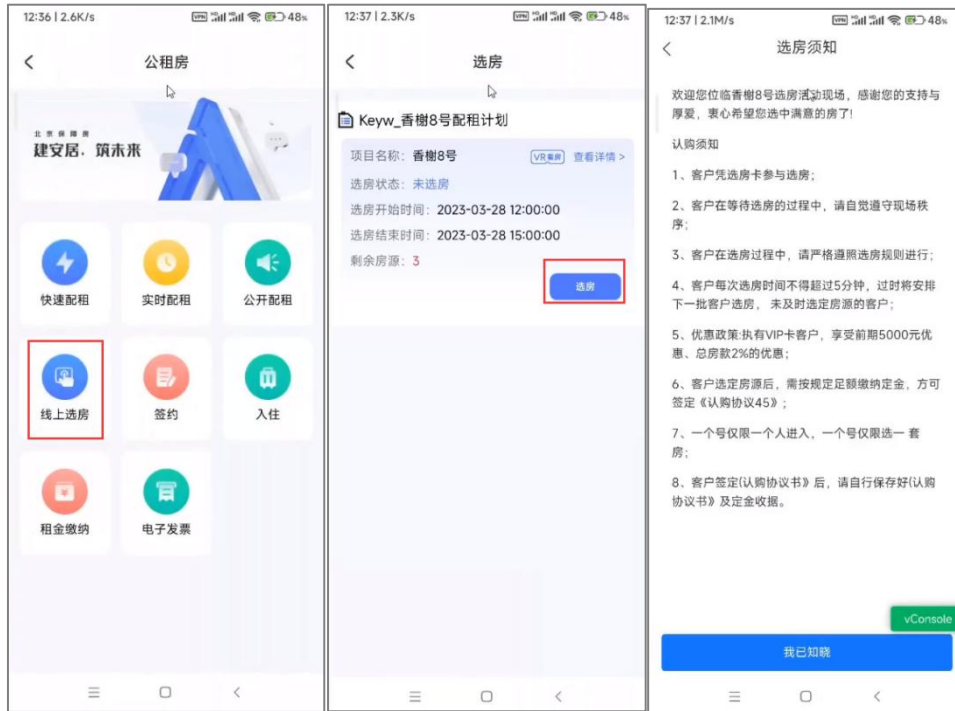 12:36 | 2.6K/s
48%
公租房
北京保障房
建安居．筑未来
快速配租
实时配租
公开配租
线上选房
签约
入住
租金缴纳
电子发票
12:37 | 2.3K/s
48%
选房
Keyw_香榭8号配租计划
项目名称：香榭8号
VR看房
查看详情 >
选房状态：未选房
选房开始时间：2023-03-28 12:00:00
选房结束时间：2023-03-28 15:00:00
剩余房源：3
选房
12:37 | 2.1M/s
48%
选房须知
欢迎您位临香榭8号选房活动现场，感谢您的支持与
厚爱，衷心希望您选中满意的房了!
认购须知
1、客户凭选房卡参与选房；
2、客户在等待选房的过程中，请自觉遵守现场秩
序；
3、客户在选房过程中，请严格遵照选房规则进行；
4、客户每次选房时间不得超过5分钟，过时将安排
下一批客户选房， 未及时选定房源的客户；
5、优惠政策:执有VIP卡客户，享受前期5000元优
惠、总房款2%的优惠；
6、客户选定房源后，需按规定足额缴纳定金，方可
签定《认购协议45》；
7、一个号仅限一个人进入，一个号仅限选一 套
房；
8、客户签定(认购协议书》后，请自行保存好(认购
协议书》及定金收据。
vConsole
我已知晓